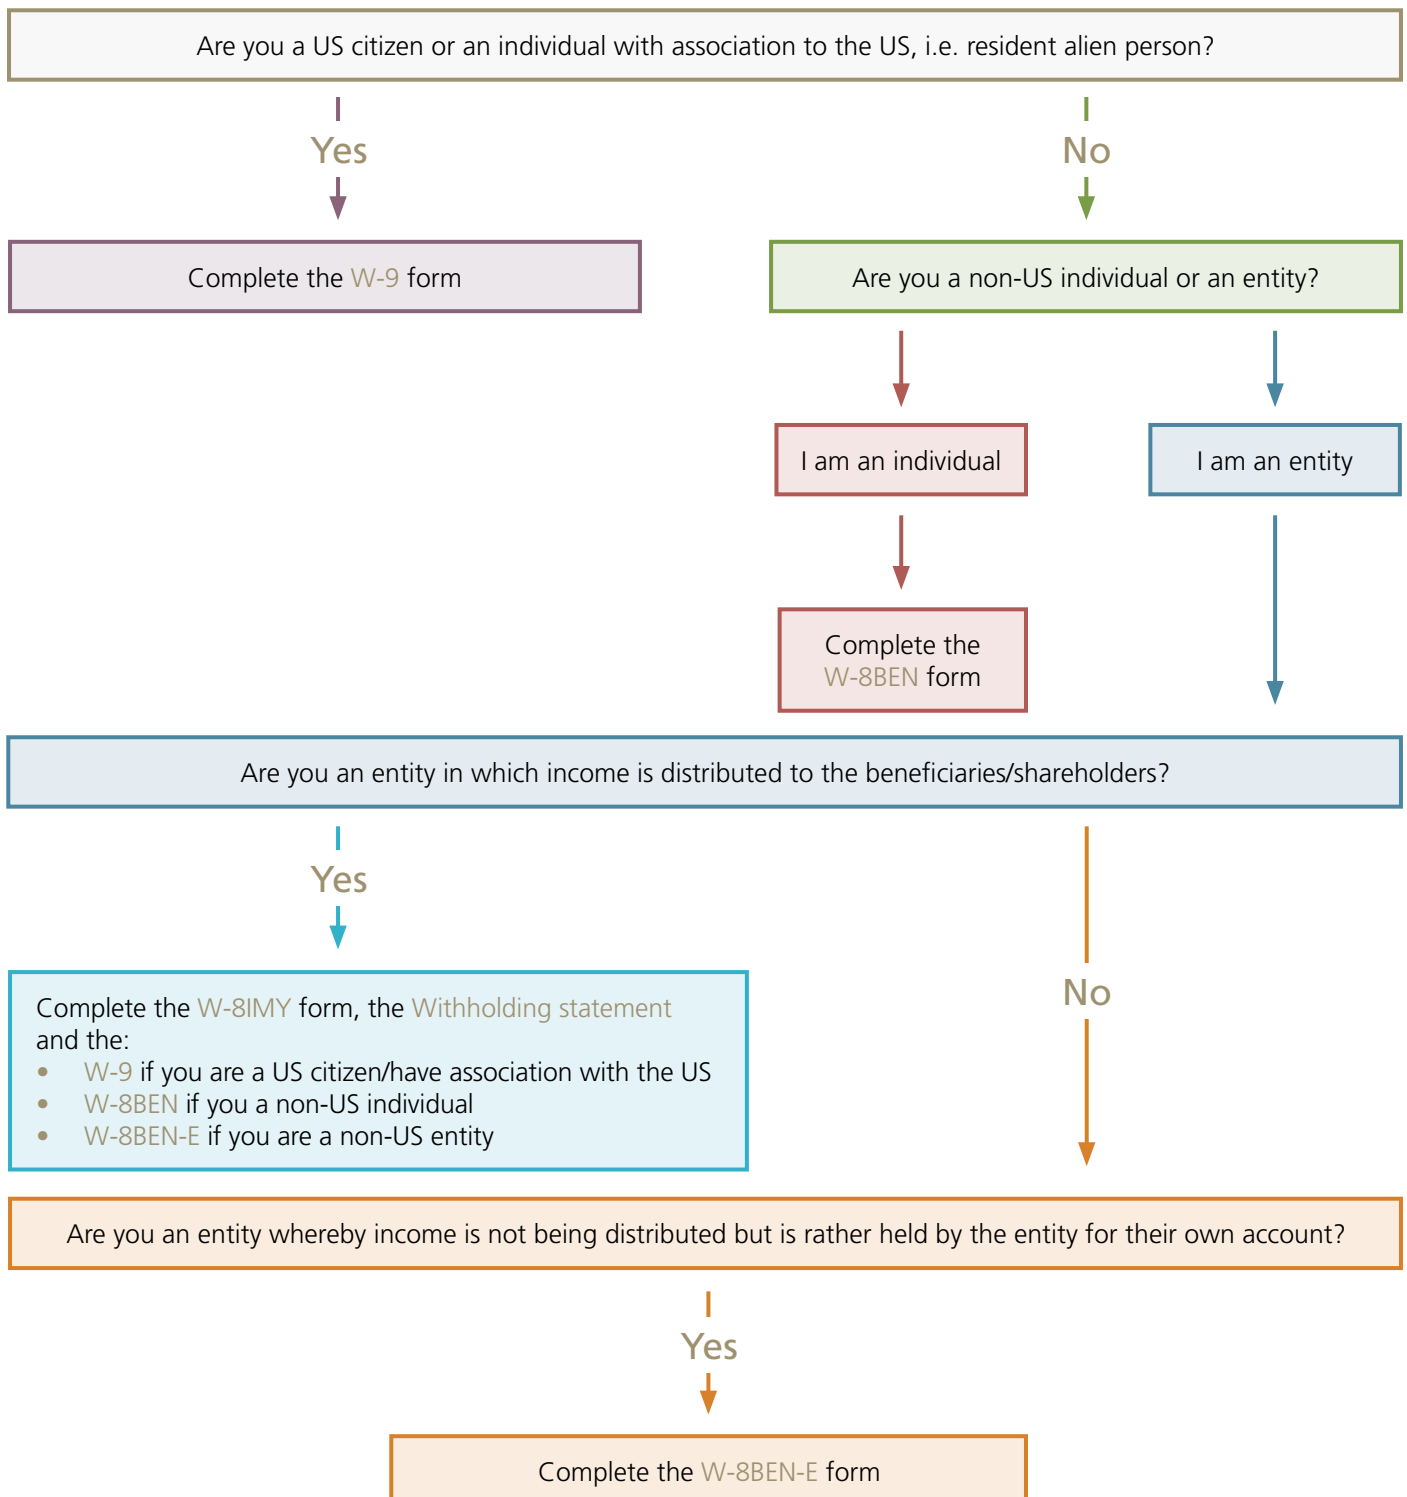 Are you a US citizen or an individual with association to the US, i.e. resident alien person?
Yes
No
Complete the W-9 form
Are you a non-US individual or an entity?
I am an individual
I am an entity
Complete the
W-8BEN form
Are you an entity in which income is distributed to the beneficiaries/shareholders?
Yes
No
Complete the W-8IMY form, the Withholding statement
and the:
• W-9 if you are a US citizen/have association with the US
• W-8BEN if you a non-US individual
• W-8BEN-E if you are a non-US entity
Are you an entity whereby income is not being distributed but is rather held by the entity for their own account?
Yes
Complete the W-8BEN-E form